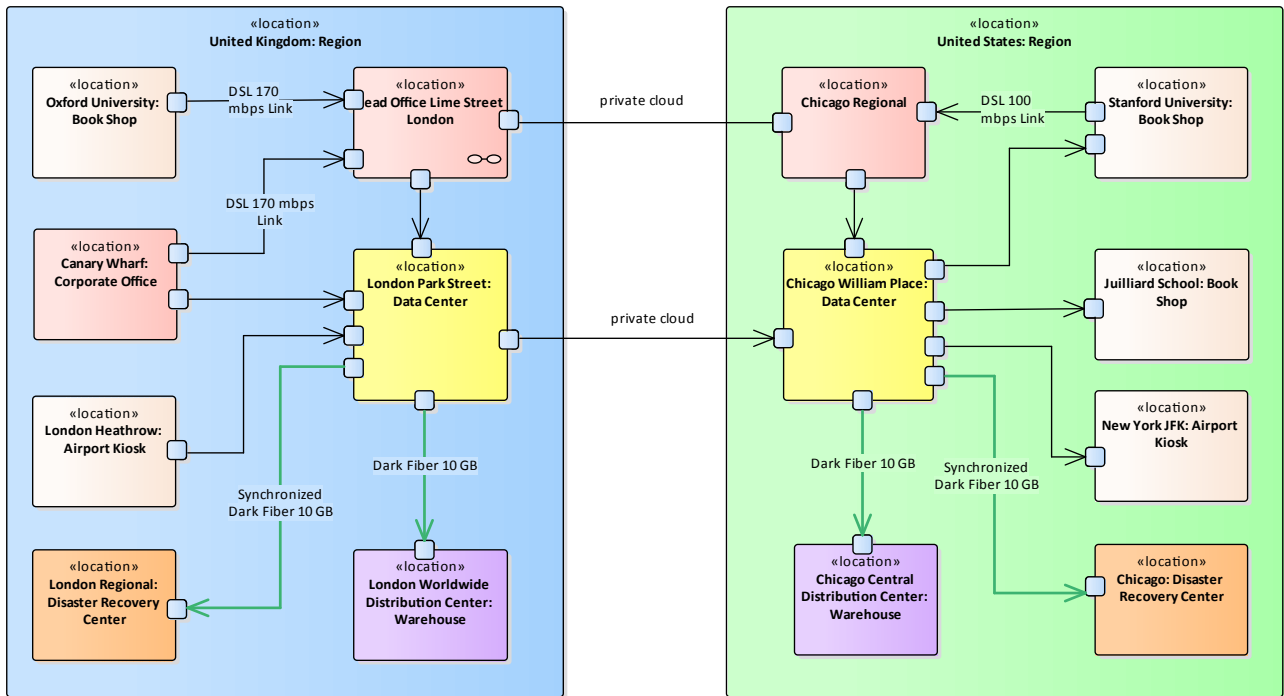 «location»
United Kingdom: Region
«location»
Oxford University:
Book Shop
DSL 170
mbps Link
«location»
ead Office Lime Street
London
«location»
Canary Wharf:
Corporate Office
DSL 170 mbps
Link
«location»
London Park Street:
Data Center
«location»
London Heathrow:
Airport Kiosk
Synchronized
Dark Fiber 10 GB
Dark Fiber 10 GB
«location»
London Regional:
Disaster Recovery
Center
«location»
London Worldwide
Distribution Center:
Warehouse
private cloud
private cloud
«location»
United States: Region
«location»
Chicago Regional
DSL 100
mbps Link
«location»
Stanford University:
Book Shop
«location»
Chicago William Place:
Data Center
«location»
Juilliard School: Book
Shop
«location»
New York JFK: Airport
Kiosk
Dark Fiber 10 GB
Synchronized
Dark Fiber 10 GB
«location»
Chicago Central
Distribution Center:
Warehouse
«location»
Chicago: Disaster
Recovery Center